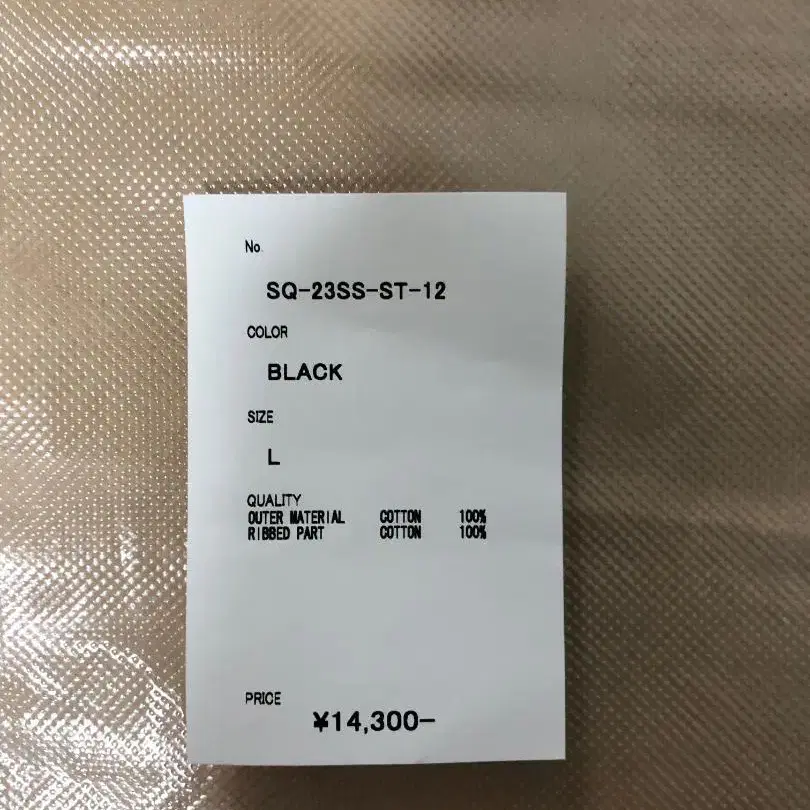 No.
SQ-23SS-ST-12
COLOR
BLACK
SIZE
L
QUALITY
OUTER MATERIAL COTTON 100%
RIBBED PART COTTON 100%
PRICE
¥14,300-